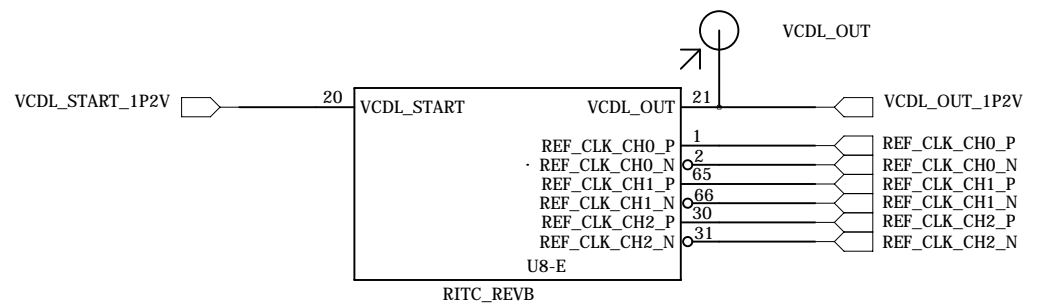 VCDL_OUT
VCDL_START_1P2V 20 VCDL_START VCDL_OUT 21 VCDL_OUT_1P2V
REF_CLK_CH0_P 1 REF_CLK_CH0_P
REF_CLK_CH0_N 2 REF_CLK_CH0_N
REF_CLK_CH1_P 65 REF_CLK_CH1_P
REF_CLK_CH1_N 66 REF_CLK_CH1_N
REF_CLK_CH2_P 30 REF_CLK_CH2_P
REF_CLK_CH2_N 31 REF_CLK_CH2_N
U8-E
RITC_REVB